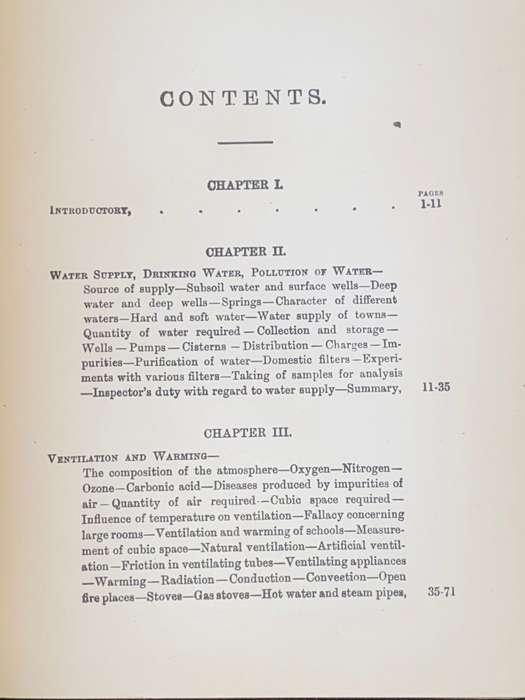 CONTENTS.
CHAPTER I.
PAGES
INTRODUCTORY, . . . . . . . 1-11
CHAPTER II.
WATER SUPPLY, DRINKING WATER, POLLUTION OF WATER—
Source of supply—Subsoil water and surface wells—Deep
water and deep wells—Springs—Character of different
waters—Hard and soft water—Water supply of towns—
Quantity of water required—Collection and storage—
Wells—Pumps—Cisterns—Distribution—Charges—Im-
purities—Purification of water—Domestic filters—Experi-
ments with various filters—Taking of samples for analysis
—Inspector's duty with regard to water supply—Summary, 11-35
CHAPTER III.
VENTILATION AND WARMING—
The composition of the atmosphere—Oxygen—Nitrogen—
Ozone—Carbonic acid—Diseases produced by impurities of
air—Quantity of air required—Cubic space required—
Influence of temperature on ventilation—Fallacy concerning
large rooms—Ventilation and warming of schools—Measure-
ment of cubic space—Natural ventilation—Artificial ventil-
ation—Friction in ventilating tubes—Ventilating appliances
—Warming—Radiation—Conduction—Convection—Open
fire places—Stoves—Gas stoves—Hot water and steam pipes, 35-71